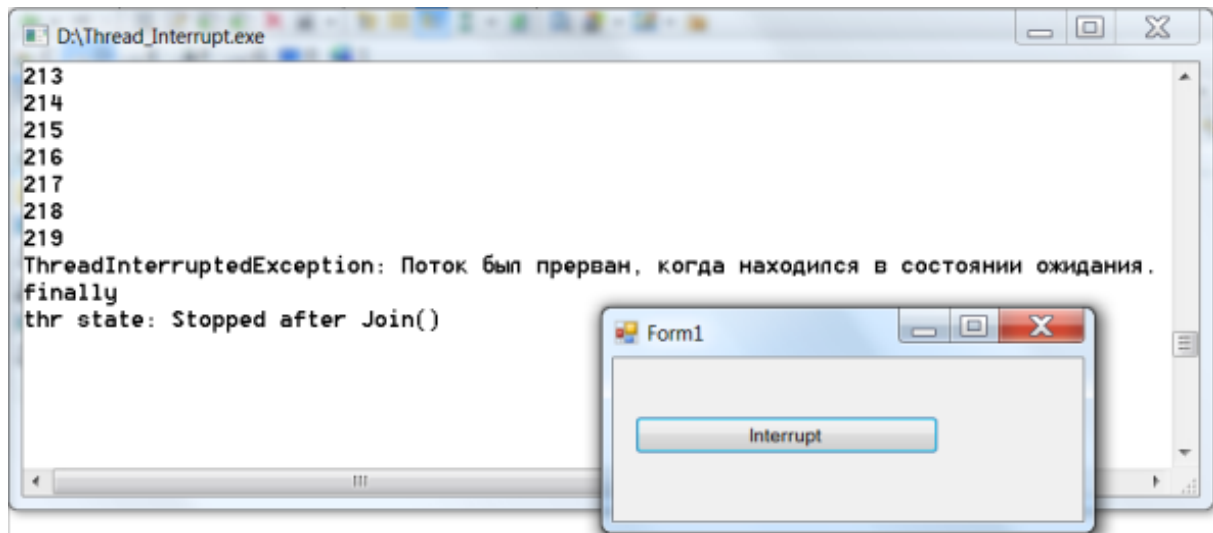 D:\Thread_Interrupt.exe
213
214
215
216
217
218
219
ThreadInterruptedException: Поток был прерван, когда находился в состоянии ожидания.
finally
thr state: Stopped after Join()
Form1
Interrupt